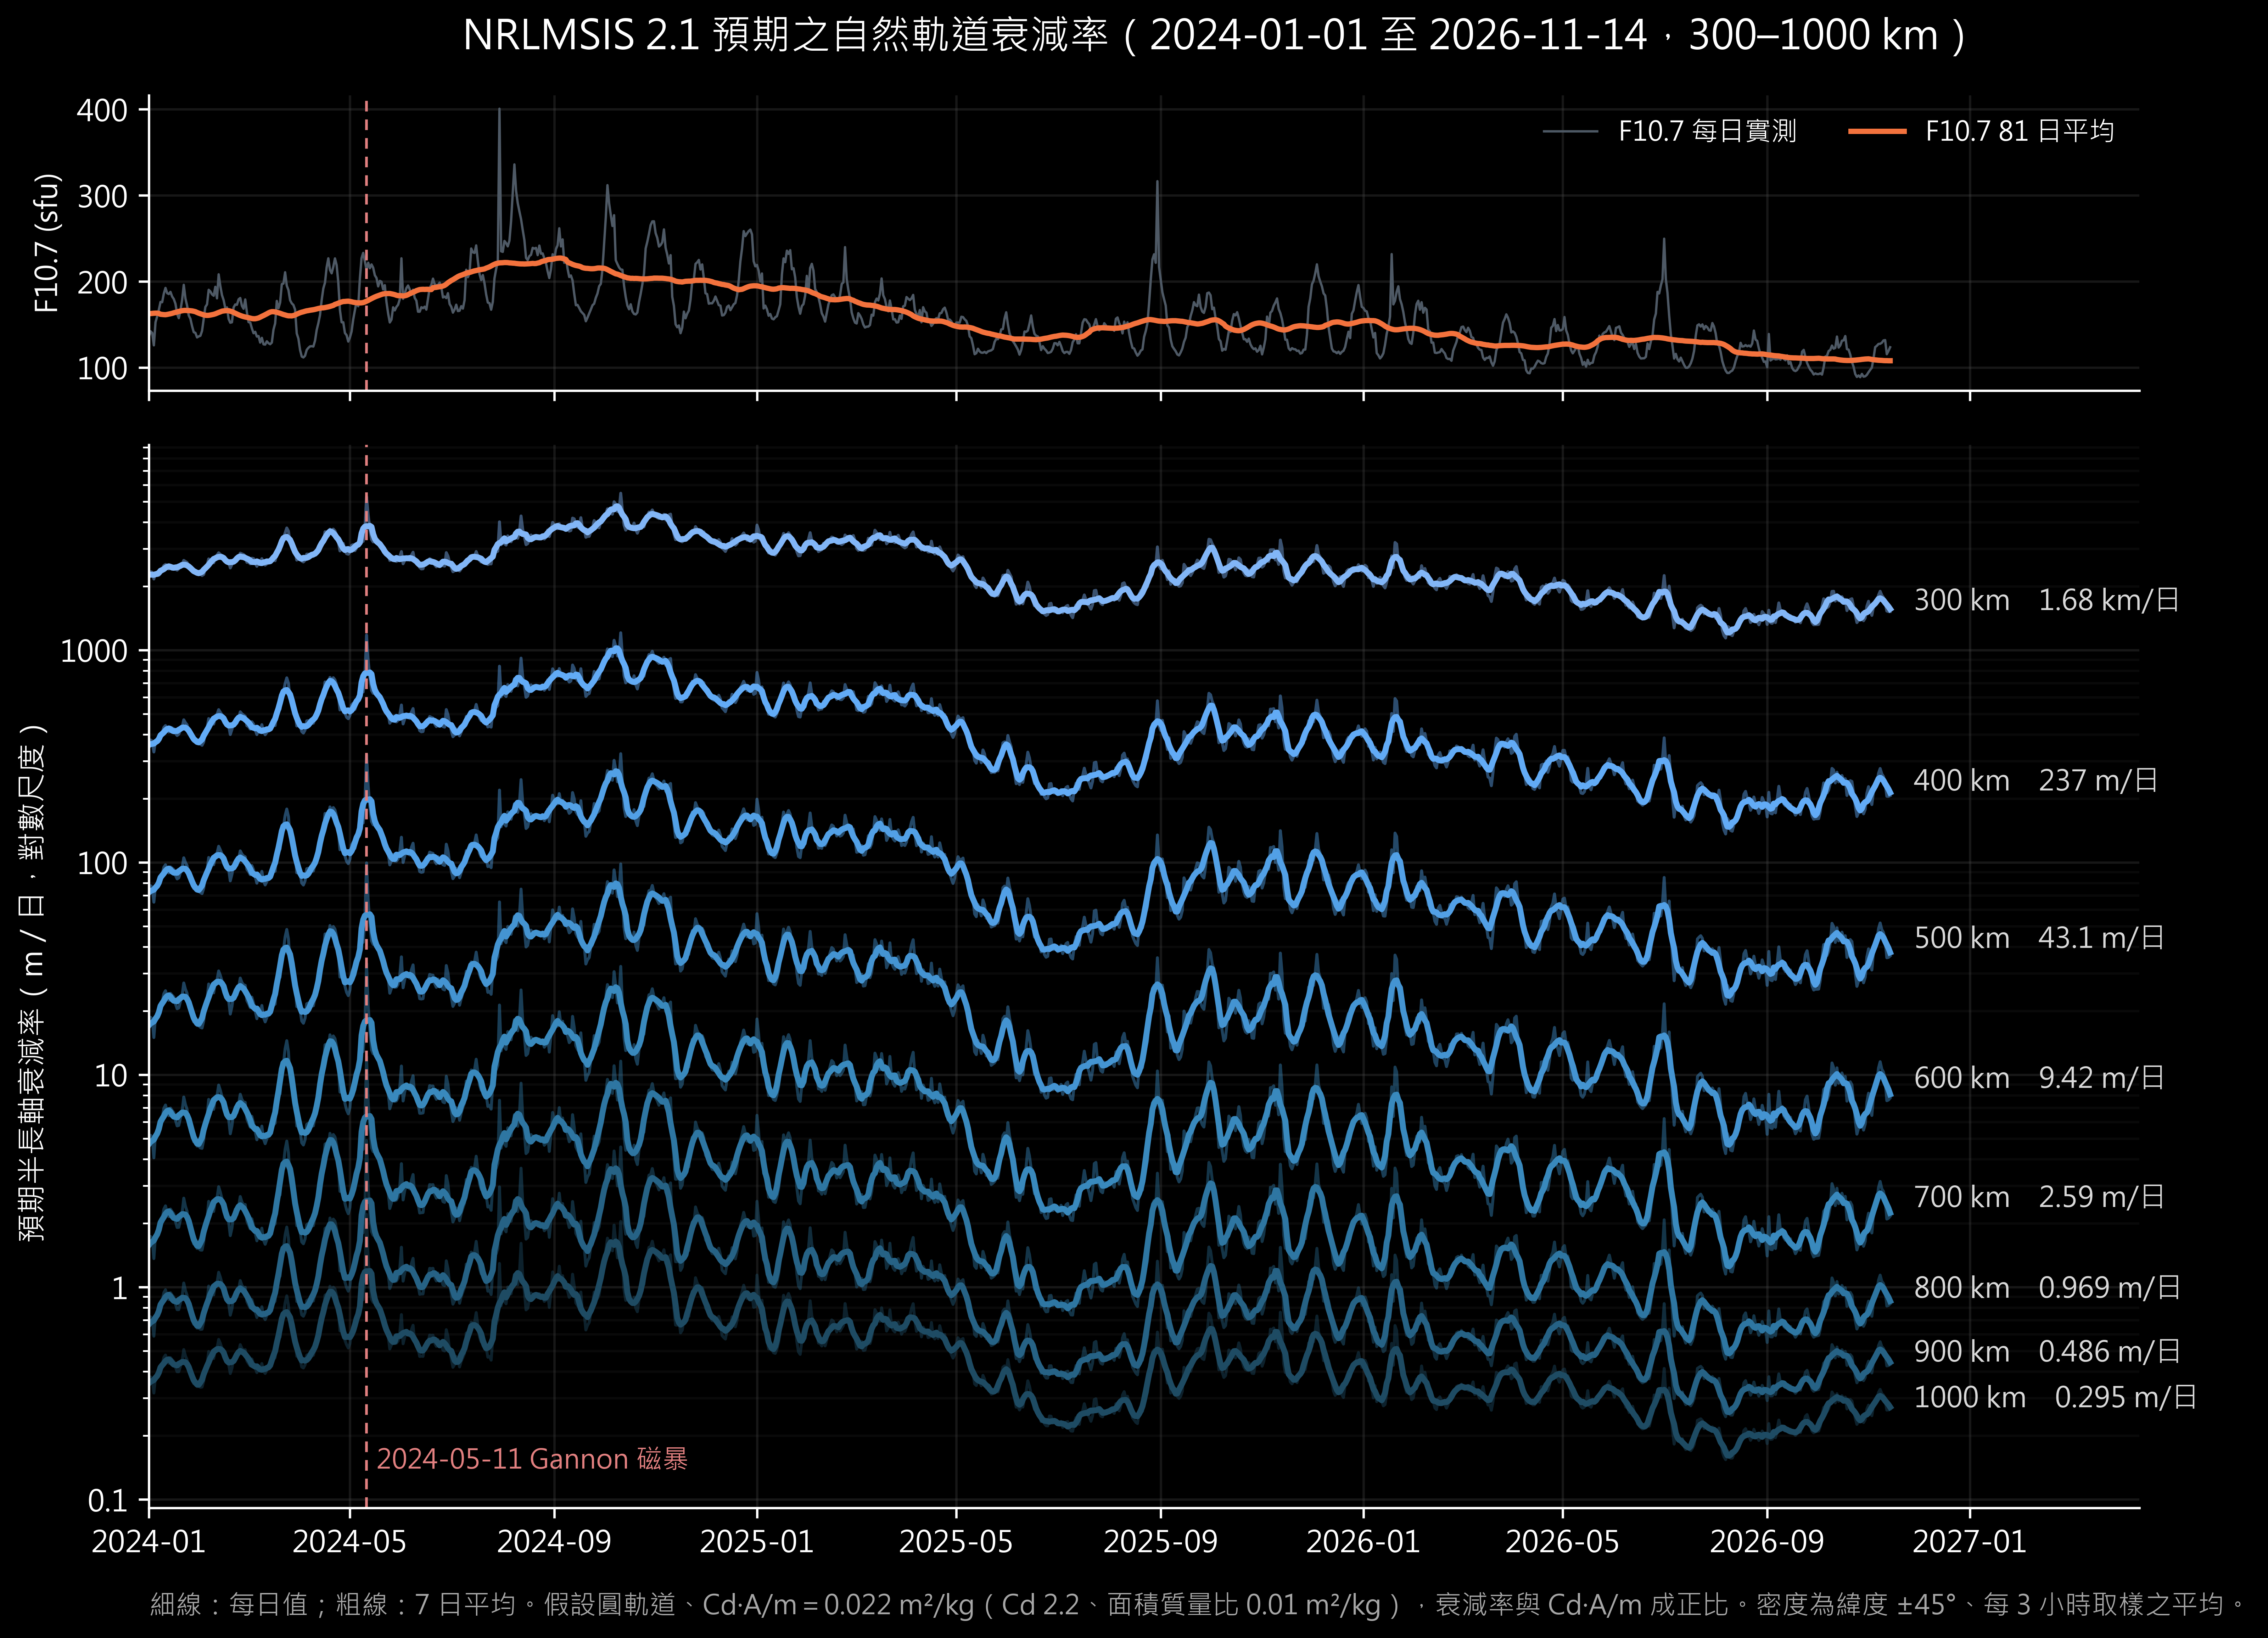 NRLMSIS 2.1 預期之自然軌道衰減率（2024-01-01 至 2026-11-14，300–1000 km）
F10.7 每日實測 F10.7 81 日平均
F10.7 (sfu)
400
300
200
100
預期半長軸衰減率（m / 日，對數尺度）
1000
100
10
1
0.1
300 km 1.68 km/日
400 km 237 m/日
500 km 43.1 m/日
600 km 9.42 m/日
700 km 2.59 m/日
800 km 0.969 m/日
900 km 0.486 m/日
1000 km 0.295 m/日
2024-05-11 Gannon 磁暴
2024-01 2024-05 2024-09 2025-01 2025-05 2025-09 2026-01 2026-05 2026-09 2027-01
細線：每日值；粗線：7 日平均。假設圓軌道、Cd·A/m = 0.022 m²/kg（Cd 2.2、面積質量比 0.01 m²/kg），衰減率與 Cd·A/m 成正比。密度為緯度 ±45°、每 3 小時取樣之平均。